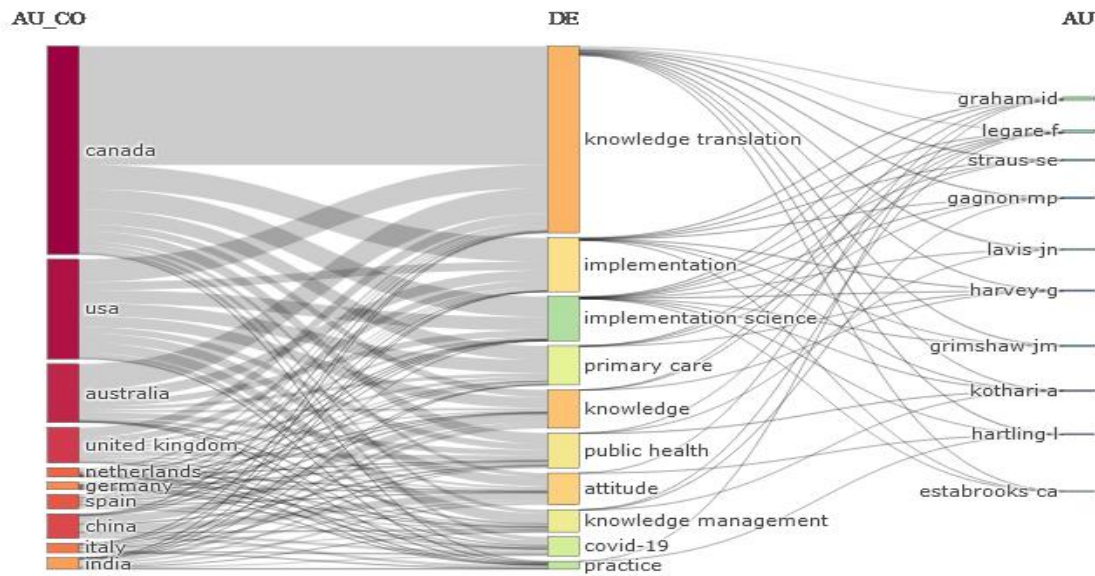 AU_CO
DE
AU
canada
usa
australia
united kingdom
netherlands
germany
spain
china
italy
india
knowledge translation
implementation
implementation science
primary care
knowledge
public health
attitude
knowledge management
covid-19
practice
graham-id
legare-f
straus-se
gagnon-mp
lavis-jn
harvey-g
grimshaw-jm
kothari-a
hartling-l
estabrooks-ca